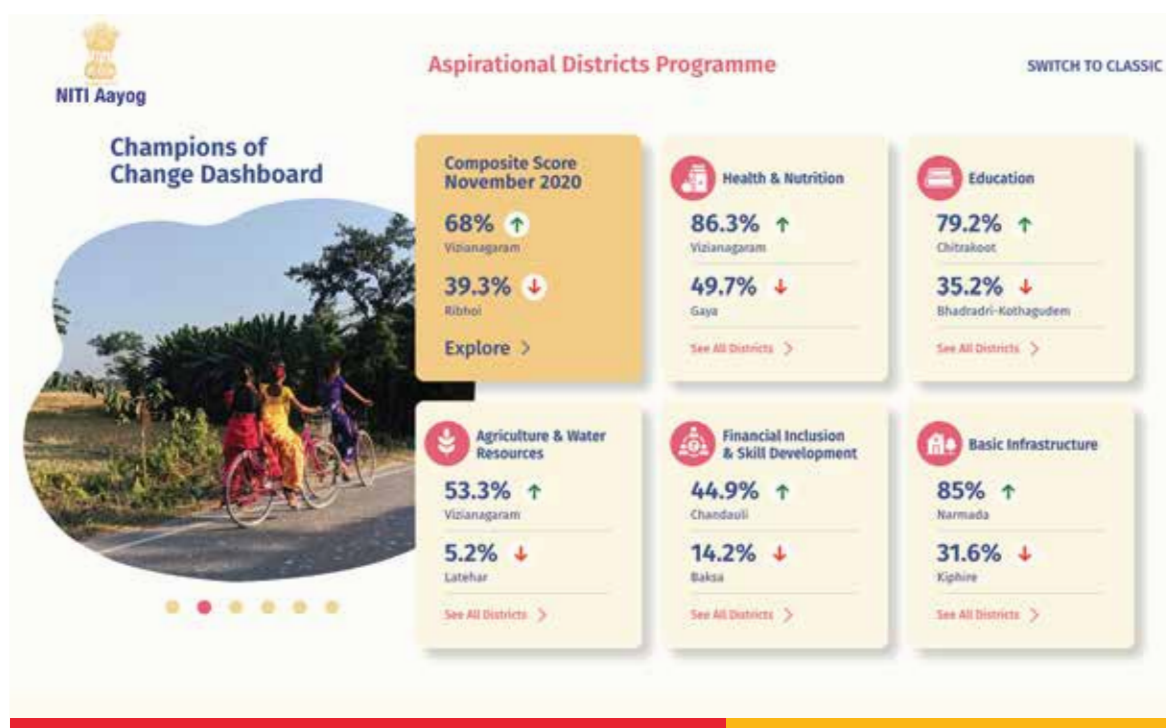 NITI Aayog
Aspirational Districts Programme
SWITCH TO CLASSIC
Champions of
Change Dashboard
Composite Score
November 2020
68%
Vizianagaram
39.3%
Ribhoi
Explore >
Health & Nutrition
86.3%
Vizianagaram
49.7%
Gaya
See All Districts >
Education
79.2%
Chitrakoot
35.2%
Bhadradri-Kothagudem
See All Districts >
Agriculture & Water
Resources
53.3%
Vizianagaram
5.2%
Latehar
See All Districts >
Financial Inclusion
& Skill Development
44.9%
Chandauli
14.2%
Baksa
See All Districts >
Basic Infrastructure
85%
Narmada
31.6%
Kiphire
See All Districts >